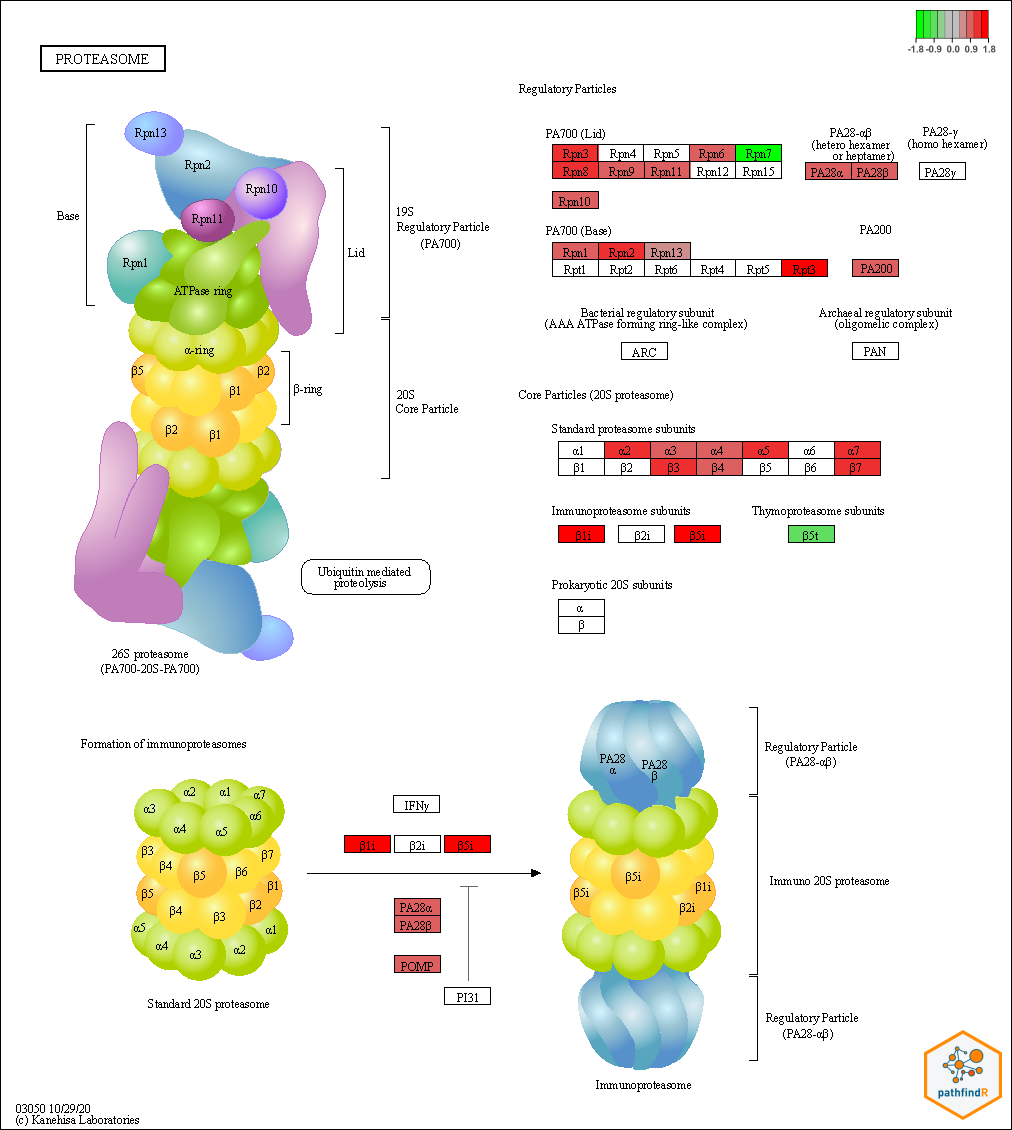 -1.8 -0.9 0.0 0.9 1.8
PROTEASOME
Regulatory Particles
PA700 (Lid)
Rpn3 Rpn4 Rpn5 Rpn6 Rpn7
Rpn8 Rpn9 Rpn11 Rpn12 Rpn15
Rpn10
PA28-αβ
(hetero hexamer
or heptamer)
PA28α PA28β
PA28-γ
(homo hexamer)
PA28γ
PA700 (Base)
Rpn1 Rpn2 Rpn13
Rpt1 Rpt2 Rpt6 Rpt4 Rpt5 Rpt3
PA200
PA200
Bacterial regulatory subunit
(AAA ATPase forming ring-like complex)
ARC
Archaeal regulatory subunit
(oligomelic complex)
PAN
Rpn13
Rpn2
Rpn10
Rpn11
Rpn1
ATPase ring
Base
Lid
19S
Regulatory Particle
(PA700)
α-ring
β5
β2
β1
β2
β1
β-ring
20S
Core Particle
26S proteasome
(PA700-20S-PA700)
Ubiquitin mediated
proteolysis
Core Particles (20S proteasome)
Standard proteasome subunits
α1 α2 α3 α4 α5 α6 α7
β1 β2 β3 β4 β5 β6 β7
Immunoproteasome subunits
β1i β2i β5i
Thymoproteasome subunits
β5t
Prokaryotic 20S subunits
α
β
Formation of immunoproteasomes
α3 α2 α1 α7
α4 α5 α6
β3 β4 β5 β6 β7
β5 β4 β3 β2 β1
α5 α4 α3 α2 α1
Standard 20S proteasome
IFNγ
β1i β2i β5i
PA28α
PA28β
POMP
PI31
PA28
α
PA28
β
β5i
β5i
β1i
β2i
Regulatory Particle
(PA28-αβ)
Immuno 20S proteasome
Regulatory Particle
(PA28-αβ)
Immunoproteasome
03050 10/29/20
(c) Kanehisa Laboratories
pathfindR